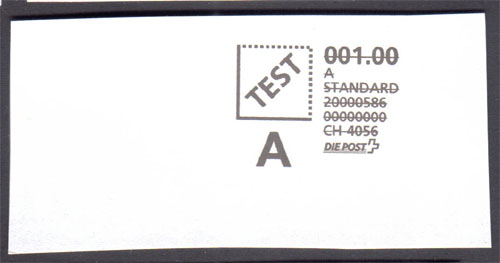 TEST
A
001.00
A
STANDARD
20000586
00000000
CH-4056
DIE POST